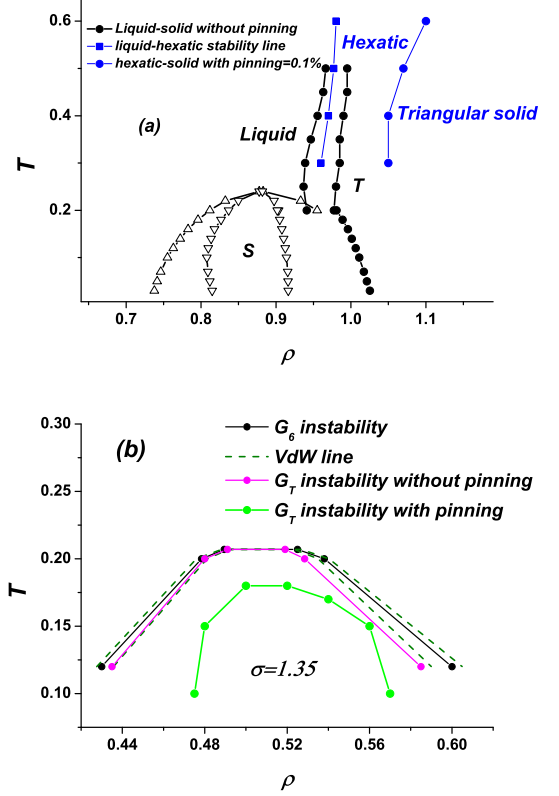 Liquid-solid without pinning
liquid-hexatic stability line
hexatic-solid with pinning=0.1%
Hexatic
(a)
Liquid
Triangular solid
T
S
T
0.6
0.4
0.2
0.7 0.8 0.9 1.0 1.1
ρ
(b)
G6 instability
VdW line
GT instability without pinning
GT instability with pinning
σ=1.35
T
0.30
0.25
0.20
0.15
0.10
0.44 0.48 0.52 0.56 0.60
ρ